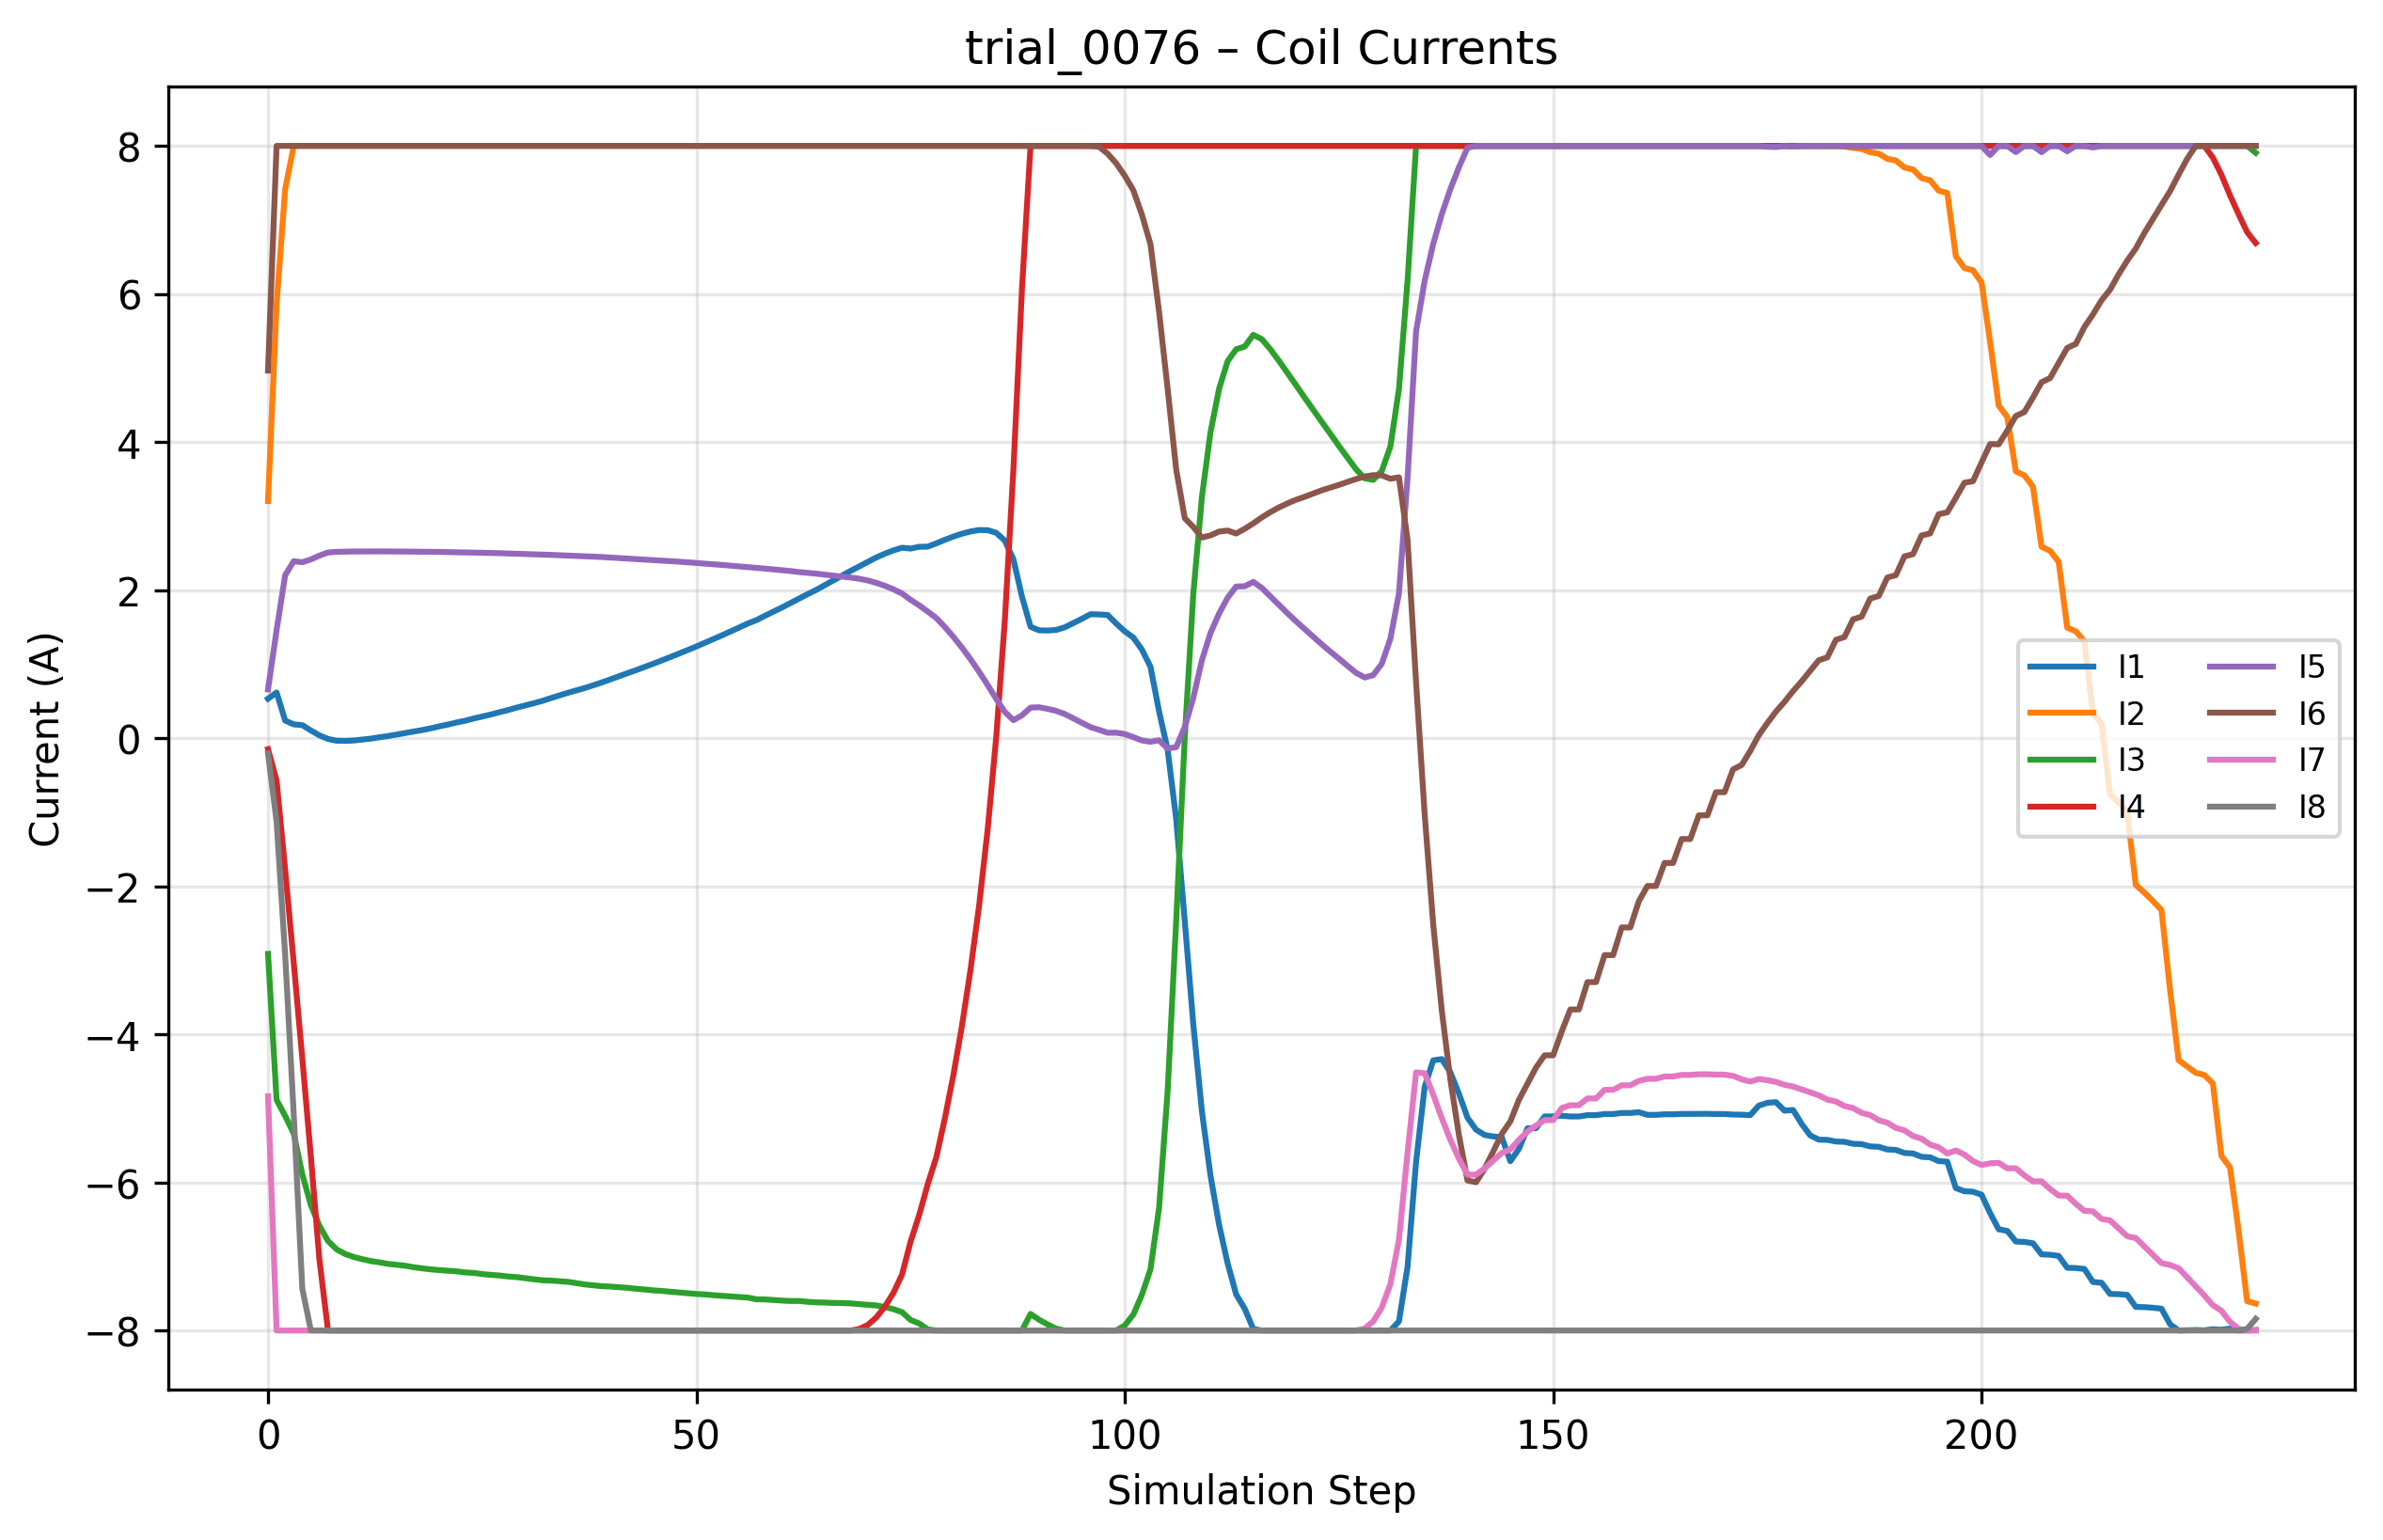 trial_0076 – Coil Currents
Current (A)
8
6
4
2
0
−2
−4
−6
−8
I1 I5
I2 I6
I3 I7
I4 I8
0 50 100 150 200
Simulation Step